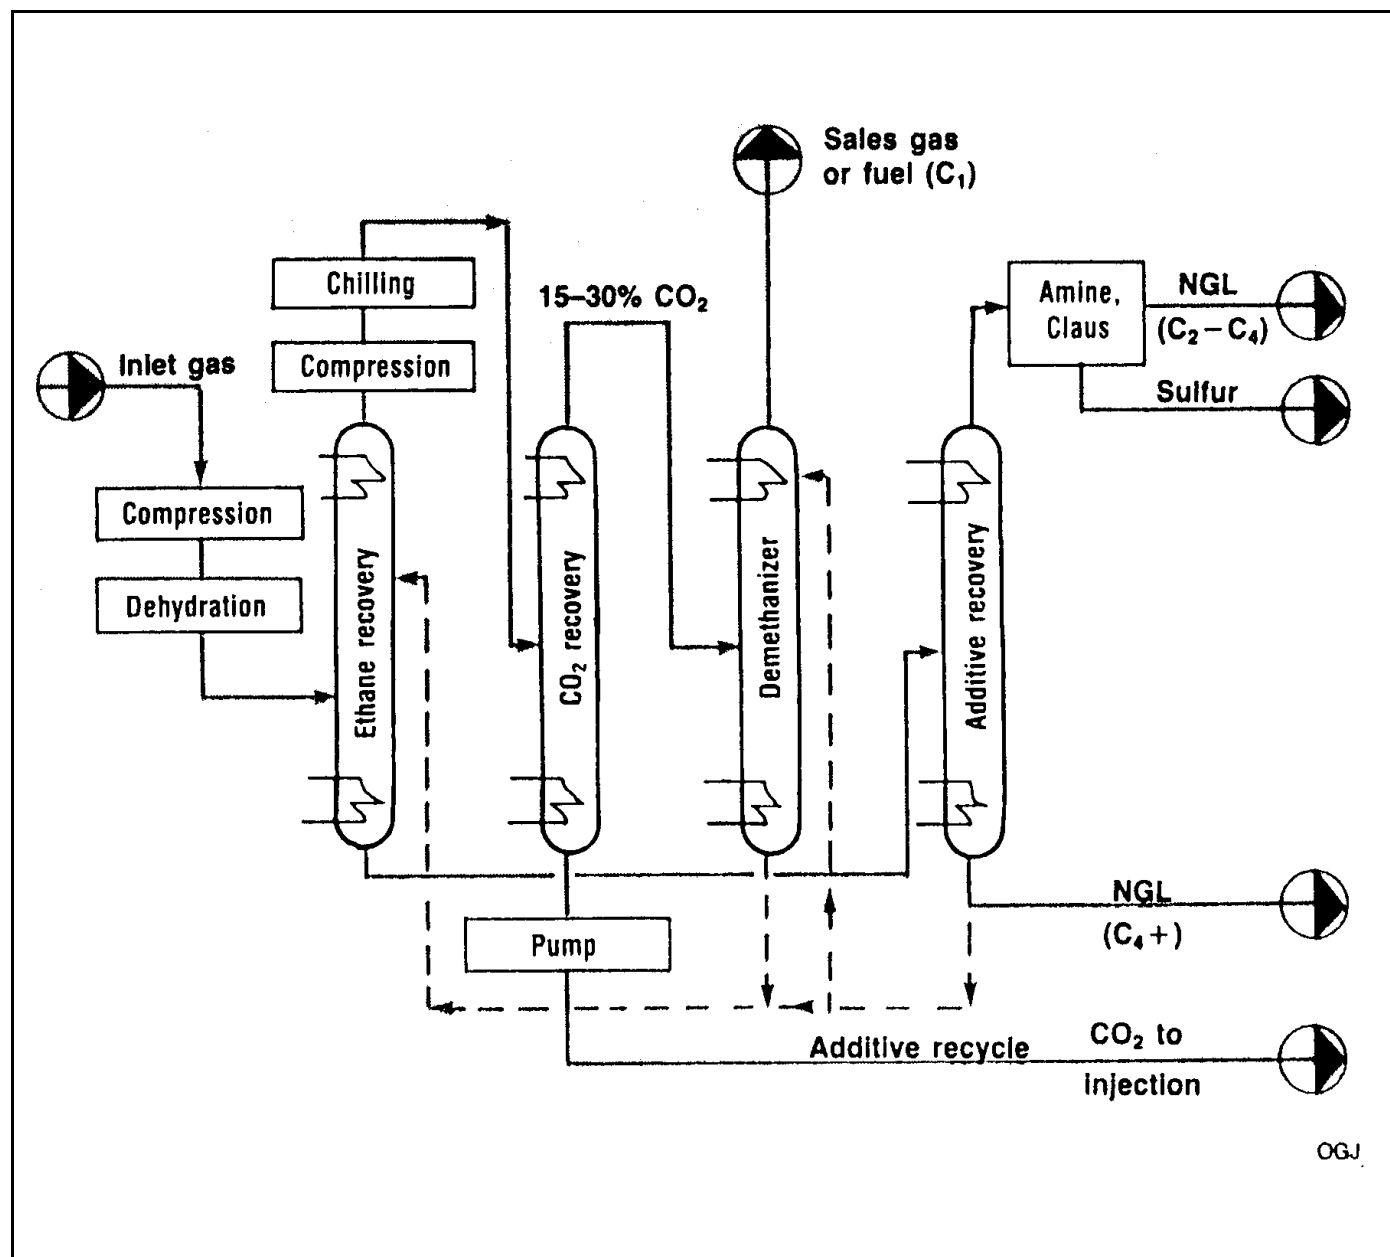 Sales gas
or fuel (C₁)
Chilling
15–30% CO₂
Amine,
Claus
NGL
(C₂–C₄)
Inlet gas
Compression
Sulfur
Compression
Dehydration
Ethane recovery
CO₂ recovery
Demethanizer
Additive recovery
NGL
(C₄+)
Pump
Additive recycle
CO₂ to
injection
OGJ